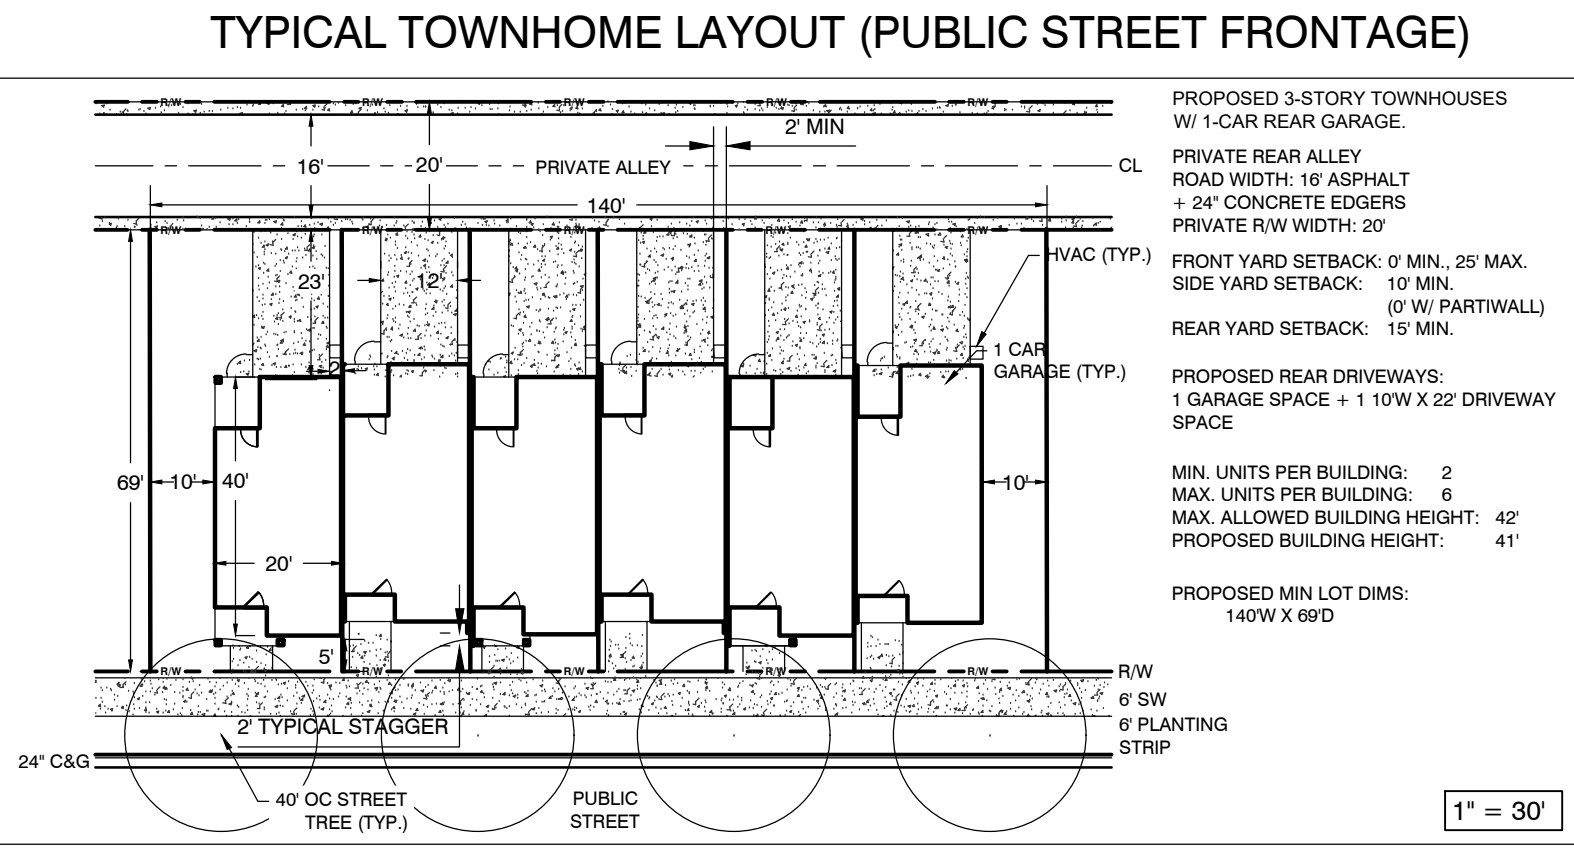 TYPICAL TOWNHOME LAYOUT (PUBLIC STREET FRONTAGE)
R/W R/W R/W R/W R/W
2' MIN
16' 20' PRIVATE ALLEY CL
140'
R/W R/W R/W R/W R/W
HVAC (TYP.)
23' 12'
1 CAR
GARAGE (TYP.)
2'
69' 10' 40' 10'
20'
5'
R/W R/W R/W R/W R/W R/W
6' SW
2' TYPICAL STAGGER
6' PLANTING
STRIP
24" C&G
40' OC STREET
TREE (TYP.)
PUBLIC
STREET
PROPOSED 3-STORY TOWNHOUSES
W/ 1-CAR REAR GARAGE.
PRIVATE REAR ALLEY
ROAD WIDTH: 16' ASPHALT
+ 24" CONCRETE EDGERS
PRIVATE R/W WIDTH: 20'
FRONT YARD SETBACK: 0' MIN., 25' MAX.
SIDE YARD SETBACK: 10' MIN.
(0' W/ PARTIWALL)
REAR YARD SETBACK: 15' MIN.
PROPOSED REAR DRIVEWAYS:
1 GARAGE SPACE + 1 10'W X 22' DRIVEWAY
SPACE
MIN. UNITS PER BUILDING: 2
MAX. UNITS PER BUILDING: 6
MAX. ALLOWED BUILDING HEIGHT: 42'
PROPOSED BUILDING HEIGHT: 41'
PROPOSED MIN LOT DIMS:
140'W X 69'D
1" = 30'